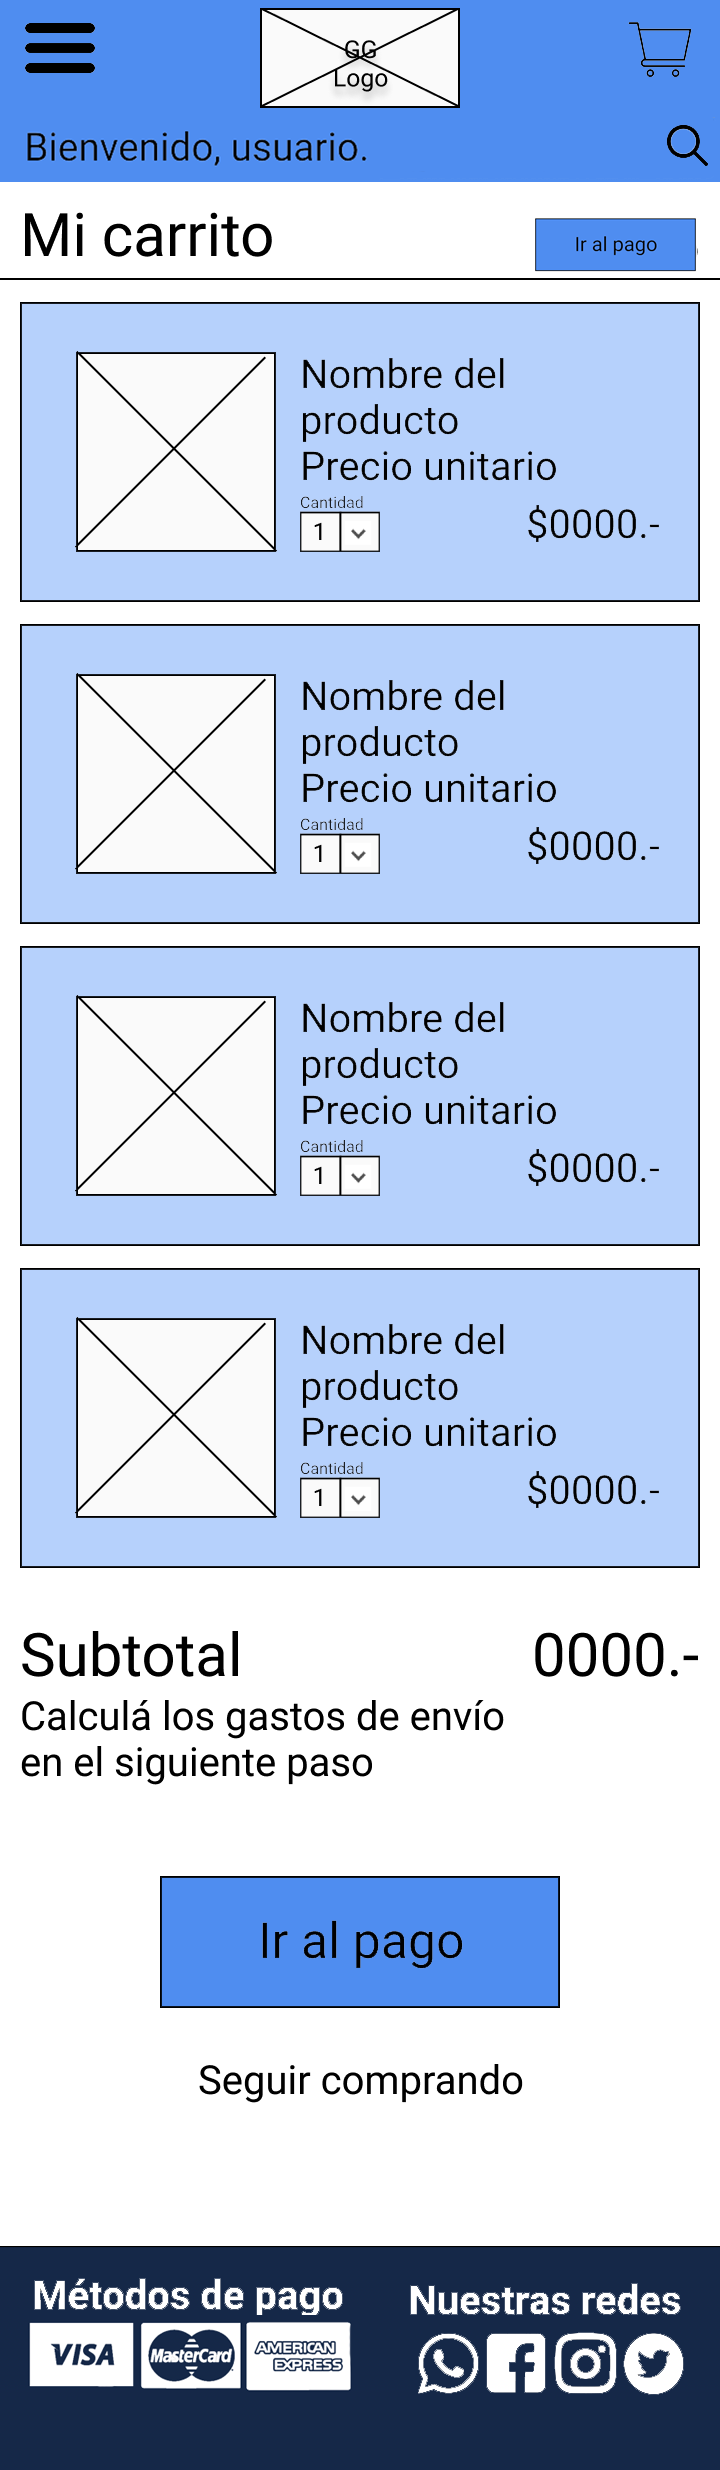 GG
Logo
Bienvenido, usuario.
Mi carrito
Ir al pago
Nombre del
producto
Precio unitario
Cantidad
1
$0000.-
Nombre del
producto
Precio unitario
Cantidad
1
$0000.-
Nombre del
producto
Precio unitario
Cantidad
1
$0000.-
Nombre del
producto
Precio unitario
Cantidad
1
$0000.-
Subtotal 0000.-
Calculá los gastos de envío
en el siguiente paso
Ir al pago
Seguir comprando
Métodos de pago
VISA
MasterCard
AMERICAN
EXPRESS
Nuestras redes